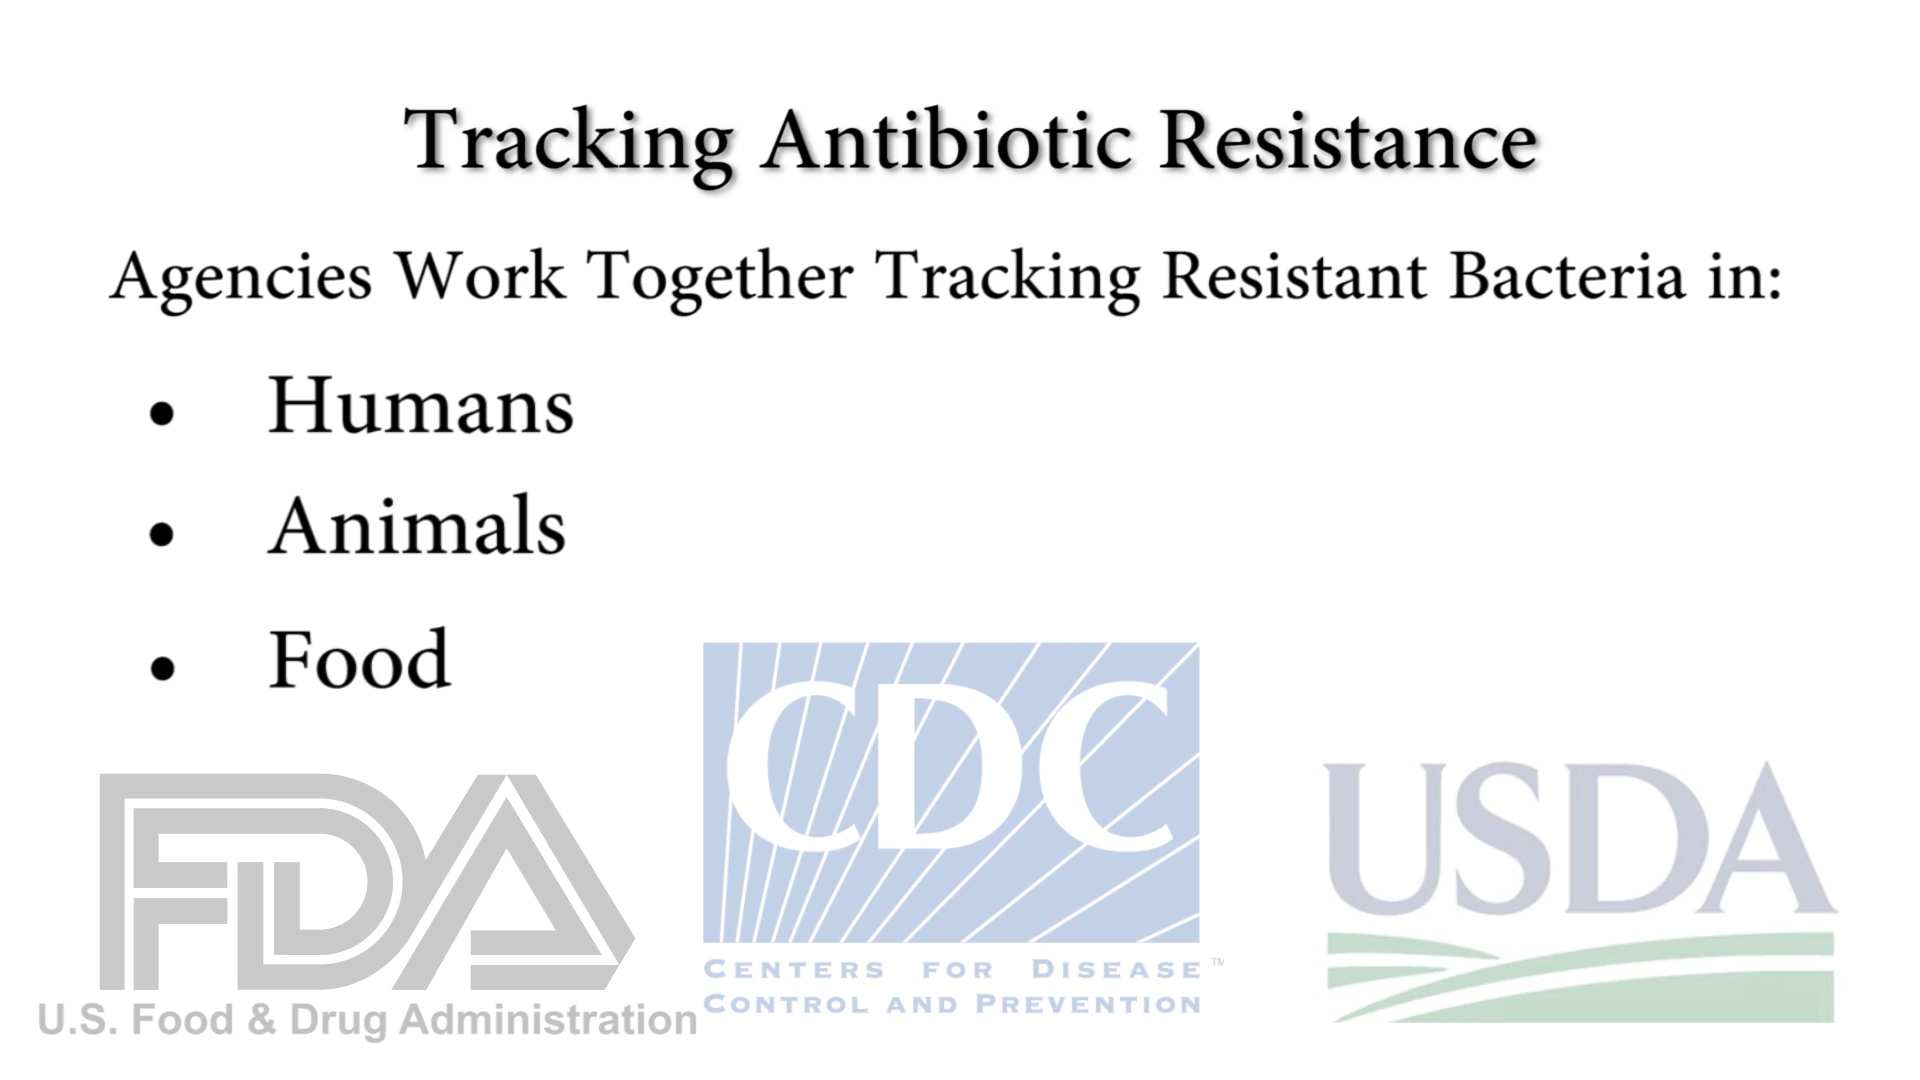 Tracking Antibiotic Resistance
Agencies Work Together Tracking Resistant Bacteria in:
• Humans
• Animals
• Food
FDA
U.S. Food & Drug Administration
CDC
CENTERS FOR DISEASE ™
CONTROL AND PREVENTION
USDA